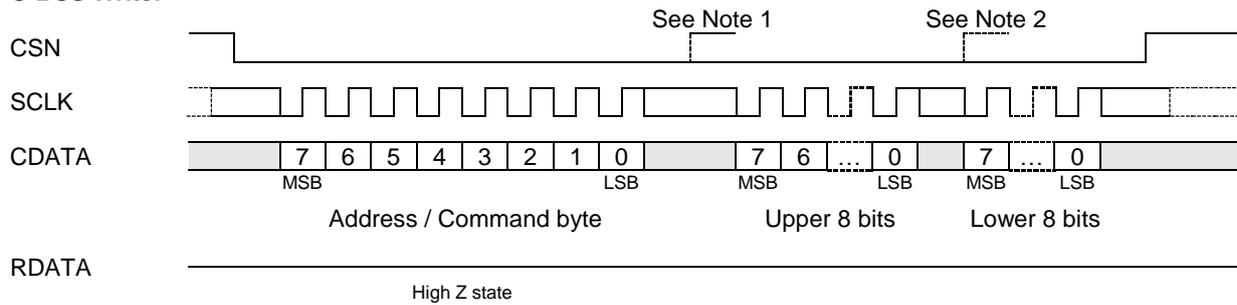 See Note 1 See Note 2
CSN
SCLK
CDATA 7 6 5 4 3 2 1 0 7 6 ... 0 7 ... 0
MSB LSB MSB LSB MSB LSB
Address / Command byte Upper 8 bits Lower 8 bits
RDATA
High Z state